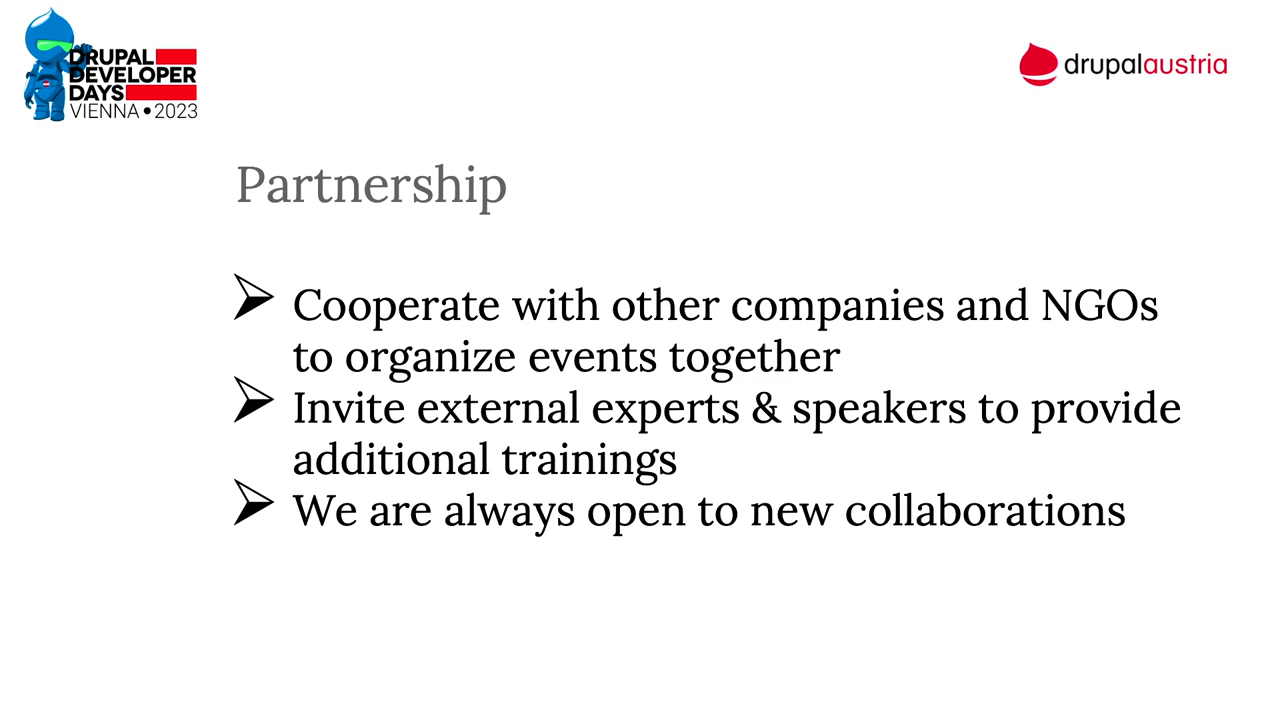 DRUPAL
DEVELOPER
DAYS
VIENNA • 2023
drupalaustria
Partnership
➢ Cooperate with other companies and NGOs
to organize events together
➢ Invite external experts & speakers to provide
additional trainings
➢ We are always open to new collaborations